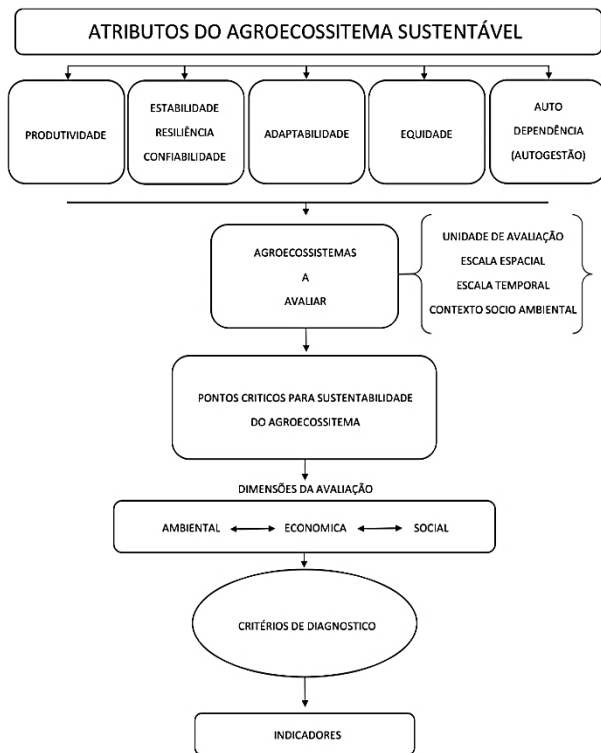 ATRIBUTOS DO AGROECOSSITEMA SUSTENTÁVEL
PRODUTIVIDADE
ESTABILIDADE
RESILIÊNCIA
CONFIABILIDADE
ADAPTABILIDADE
EQUIDADE
AUTO
DEPENDÊNCIA
(AUTOGESTÃO)
AGROECOSSISTEMAS
A
AVALIAR
UNIDADE DE AVALIAÇÃO
ESCALA ESPACIAL
ESCALA TEMPORAL
CONTEXTO SOCIO AMBIENTAL
PONTOS CRITICOS PARA SUSTENTABILIDADE
DO AGROECOSSITEMA
DIMENSÕES DA AVALIAÇÃO
AMBIENTAL ECONOMICA SOCIAL
CRITÉRIOS DE DIAGNOSTICO
INDICADORES